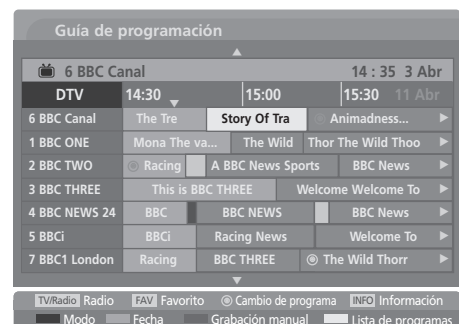 Guía de programación
6 BBC Canal 14 : 35 3 Abr
DTV 14:30 15:00 15:30 11 Abr
6 BBC Canal The Tre Story Of Tra Animadness...
1 BBC ONE Mona The va... The Wild Thor The Wild Thoo
2 BBC TWO Racing A BBC News Sports BBC News
3 BBC THREE This is BBC THREE Welcome Welcome To
4 BBC NEWS 24 BBC BBC NEWS BBC News
5 BBCi BBCi Racing News Welcome To
7 BBC1 London Racing BBC THREE The Wild Thorr
TV/Radio Radio FAV Favorito Cambio de programa INFO Información
Modo Fecha Grabación manual Lista de programas